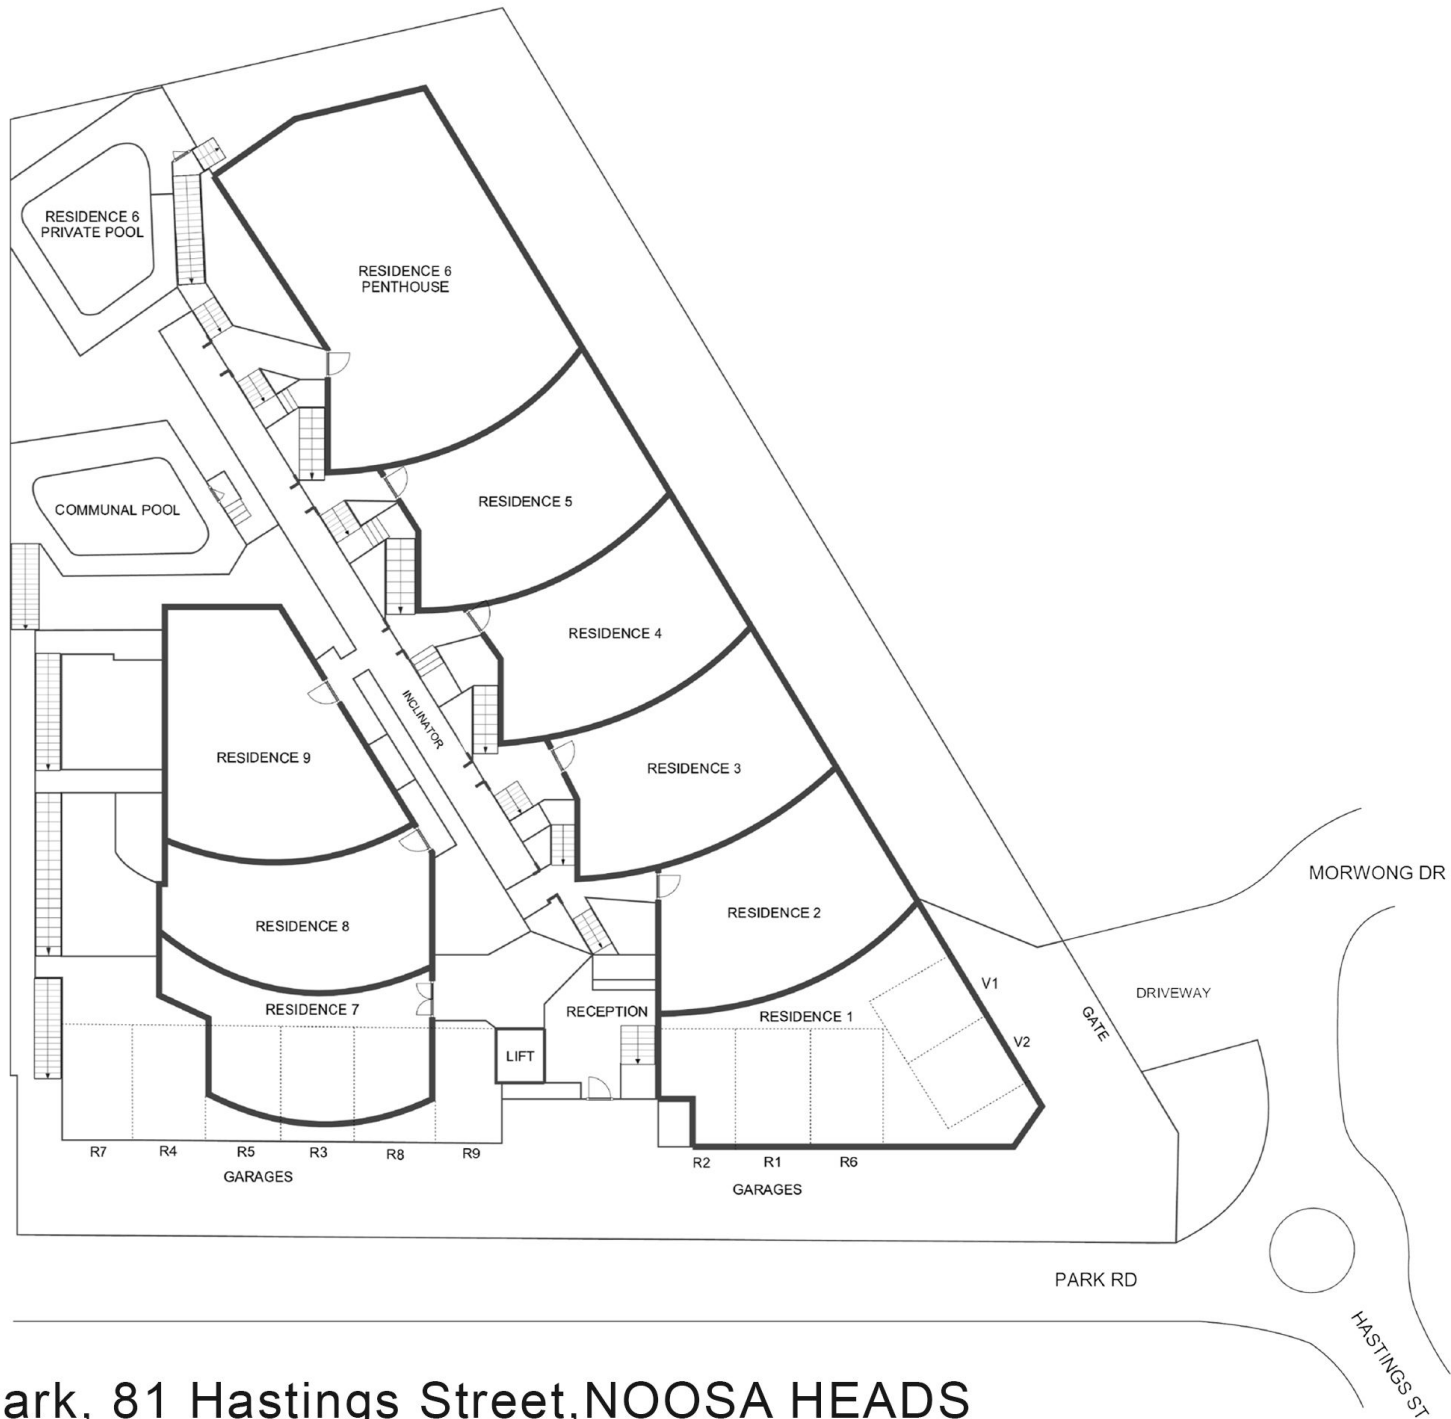 RESIDENCE 6
PRIVATE POOL
RESIDENCE 6
PENTHOUSE
COMMUNAL POOL
RESIDENCE 5
RESIDENCE 4
INCLINATOR
RESIDENCE 9
RESIDENCE 3
MORWONG DR
RESIDENCE 8
RESIDENCE 2
RESIDENCE 7
RECEPTION
RESIDENCE 1
V1
V2
GATE
DRIVEWAY
LIFT
R7
R4
R5
R3
R8
R9
GARAGES
R2
R1
R6
GARAGES
PARK RD
HASTINGS ST
ark, 81 Hastings Street,NOOSA HEADS